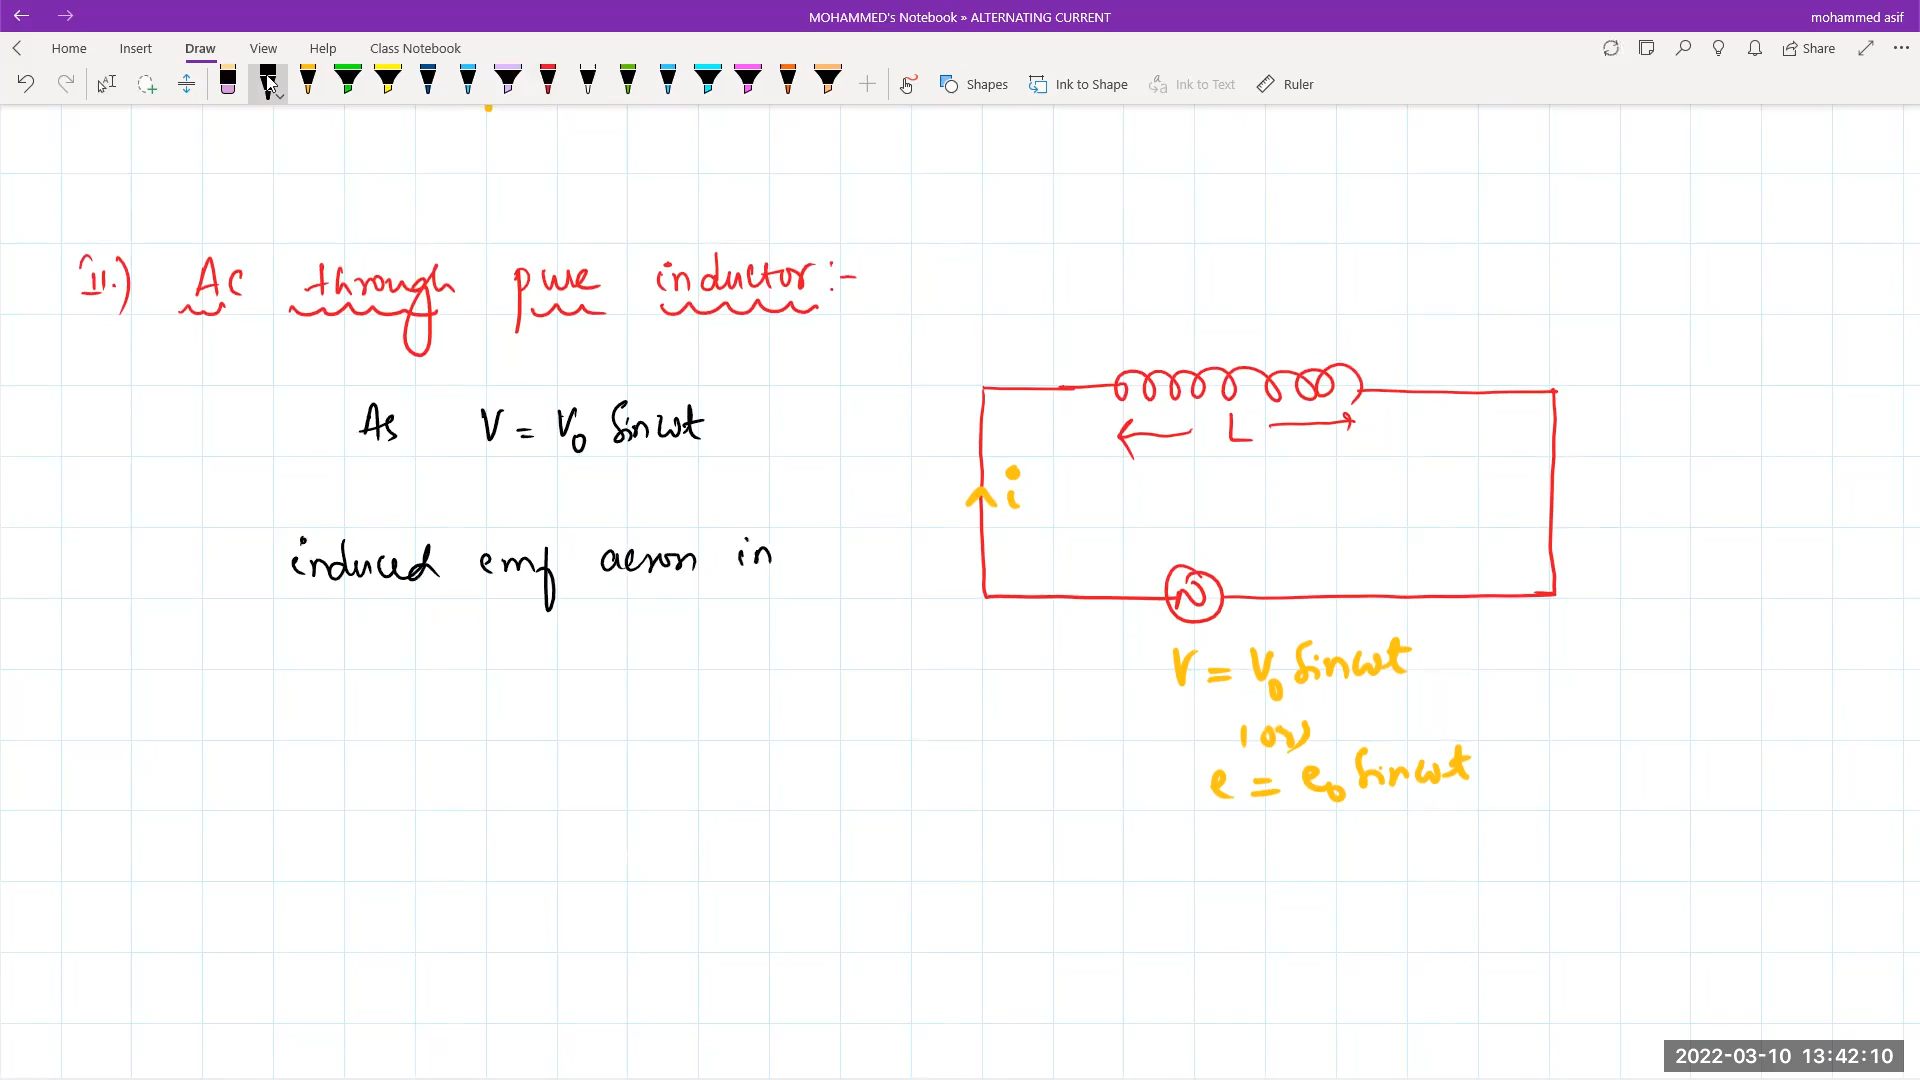 MOHAMMED's Notebook » ALTERNATING CURRENT
mohammed asif
Home Insert Draw View Help Class Notebook
Share
Shapes Ink to Shape Ink to Text Ruler
II.) Ac through pure inductor:-
As V = V₀ Sinωt
L
i
induced emf across in
V = V₀ Sinωt
(or)
e = e₀ Sinωt
2022-03-10 13:42:10